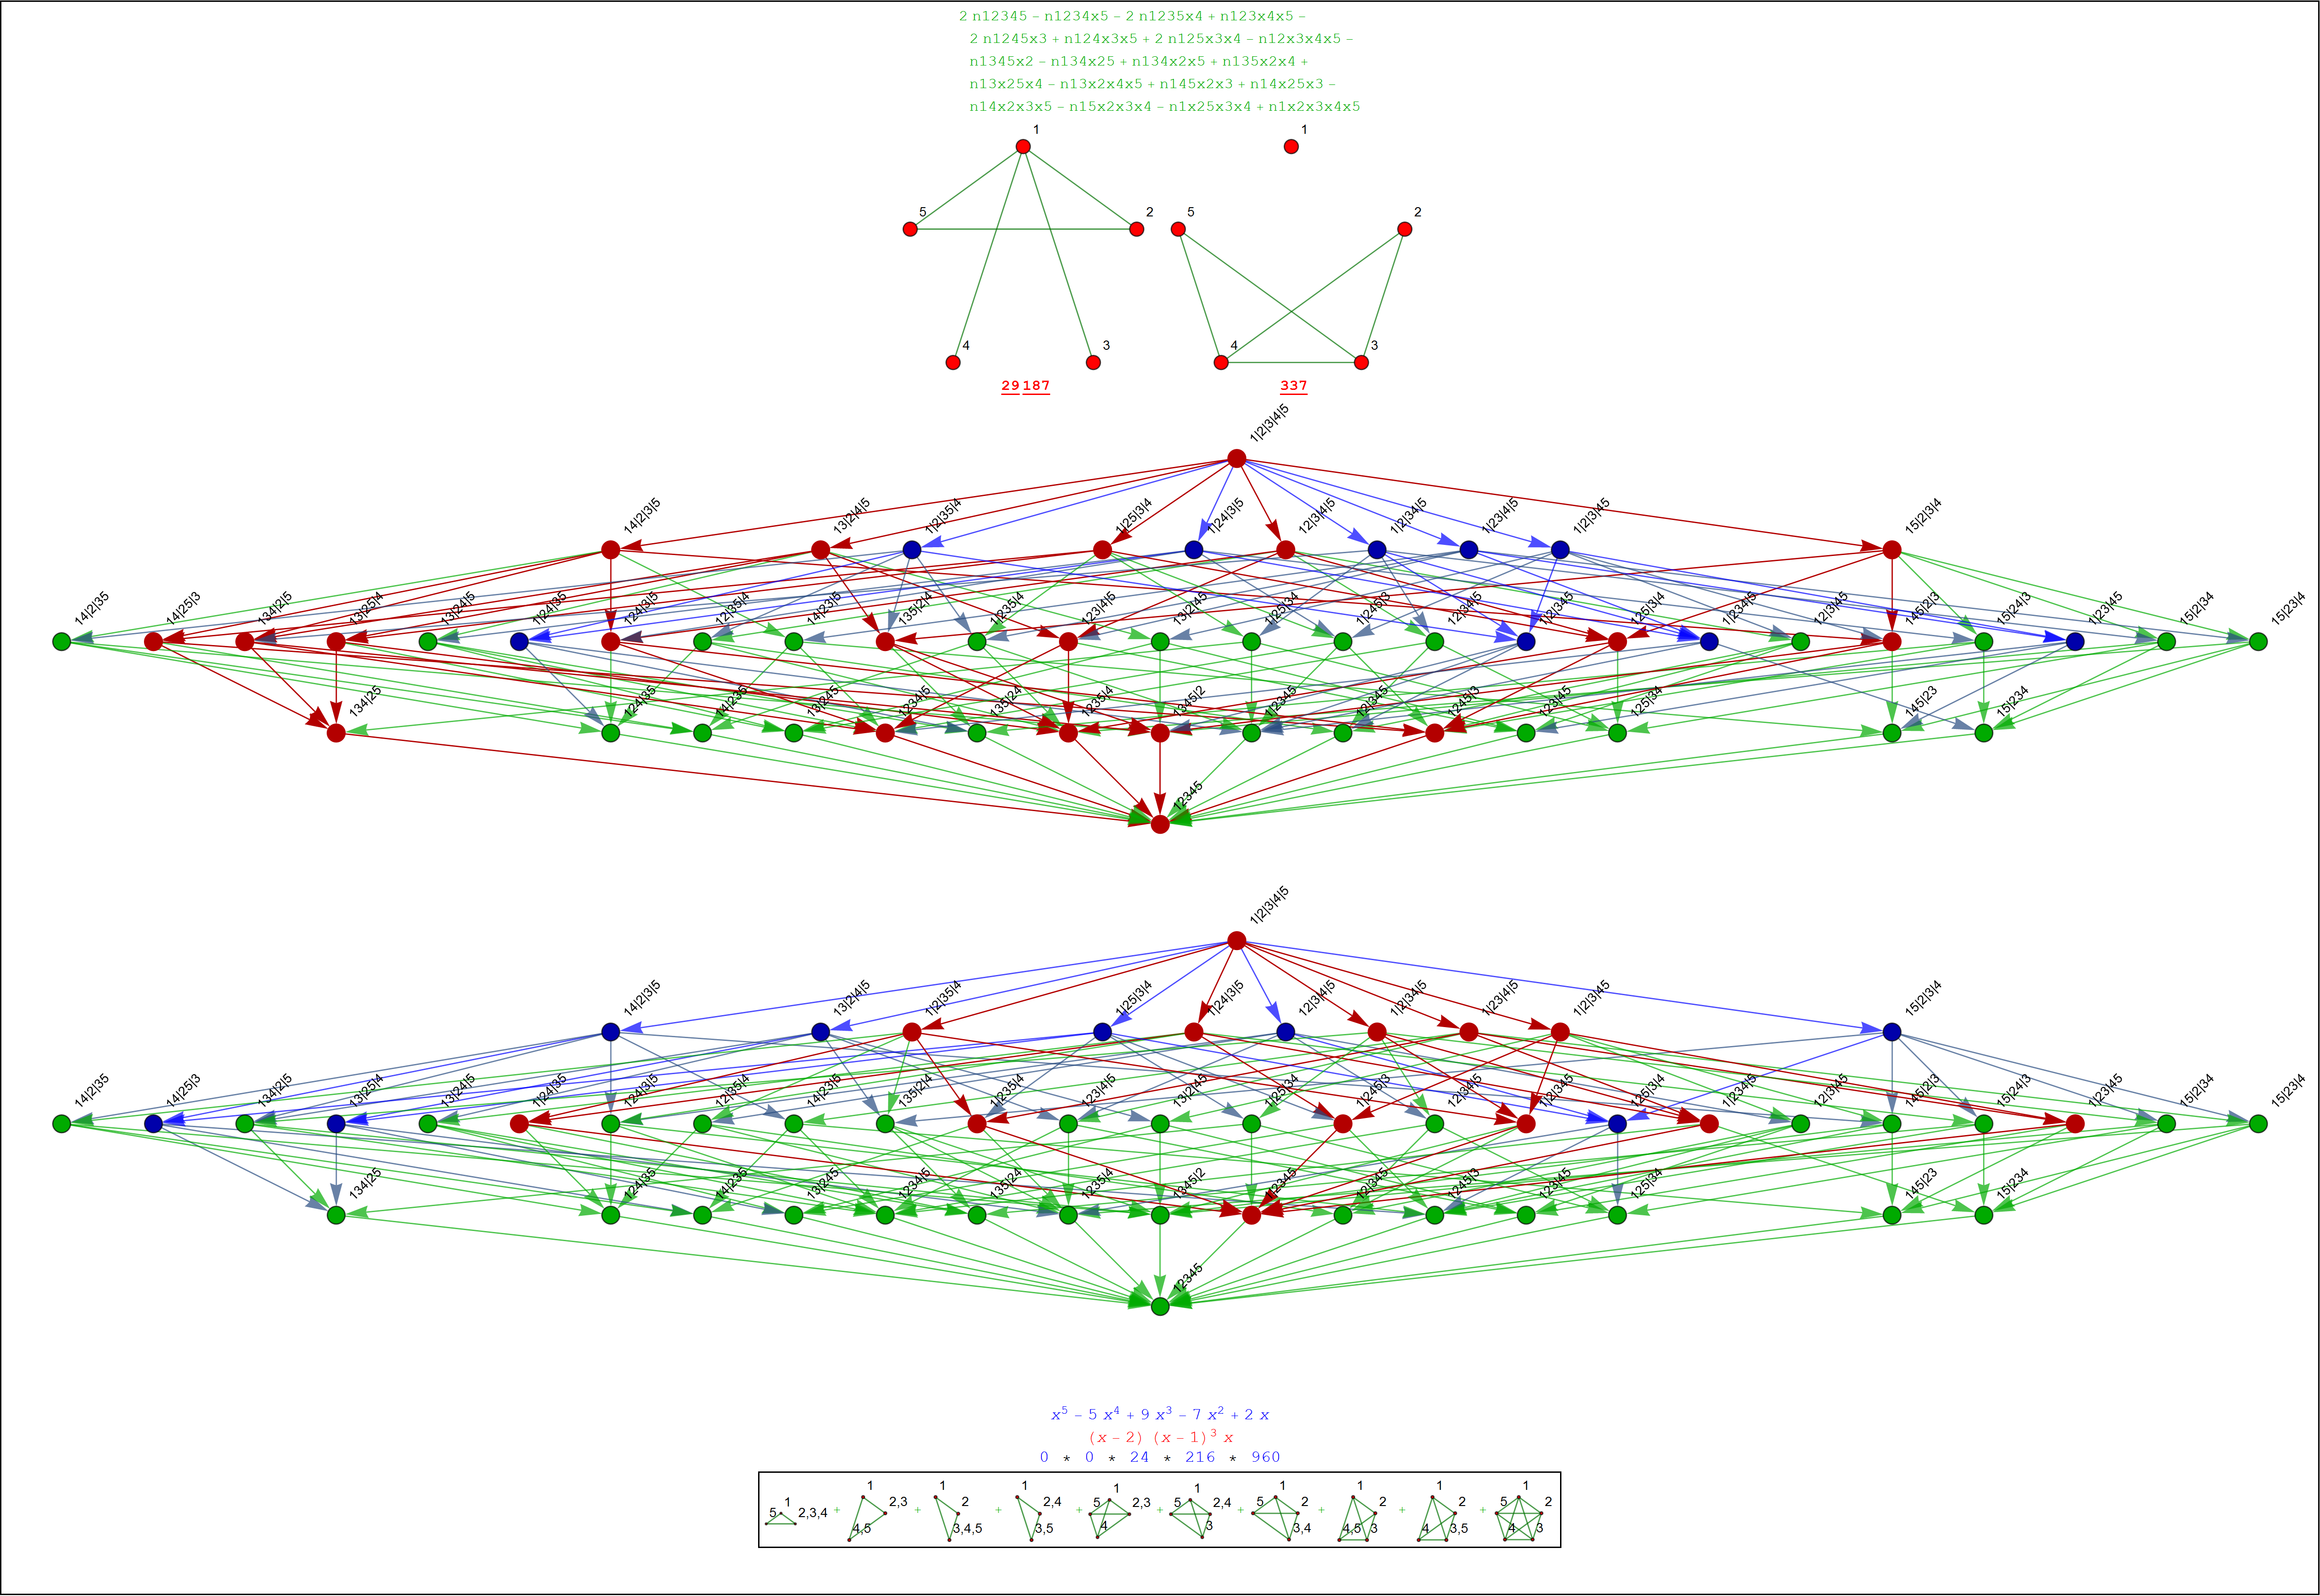 2 n12345 – n1234x5 – 2 n1235x4 + n123x4x5 –
2 n1245x3 + n124x3x5 + 2 n125x3x4 – n12x3x4x5 –
n1345x2 – n134x25 + n134x2x5 + n135x2x4 +
n13x25x4 – n13x2x4x5 + n145x2x3 + n14x25x3 –
n14x2x3x5 – n15x2x3x4 – n1x25x3x4 + n1x2x3x4x5
1 1
5 2 5 2
4 3 4 3
29 187 337
1|2|3|4|5
14|2|3|5 13|2|4|5 1|2|35|4 1|25|3|4 1|24|3|5 12|3|4|5 1|2|34|5 1|23|4|5 1|2|3|45 15|2|3|4
14|2|35 14|25|3 134|2|5 13|25|4 13|24|5 1|24|35 124|3|5 12|35|4 14|23|5 135|2|4 1|235|4 123|4|5 13|2|45 1|25|34 1|245|3 12|34|5 1|2|345 125|3|4 1|234|5 12|3|45 145|2|3 15|24|3 1|23|45 15|2|34 15|23|4
134|25 124|35 14|235 13|245 1234|5 135|24 1235|4 1345|2 1|2345 12|345 1245|3 123|45 125|34 145|23 15|234
12345
1|2|3|4|5
14|2|3|5 13|2|4|5 1|2|35|4 1|25|3|4 1|24|3|5 12|3|4|5 1|2|34|5 1|23|4|5 1|2|3|45 15|2|3|4
14|2|35 14|25|3 134|2|5 13|25|4 13|24|5 1|24|35 124|3|5 12|35|4 14|23|5 135|2|4 1|235|4 123|4|5 13|2|45 1|25|34 1|245|3 12|34|5 1|2|345 125|3|4 1|234|5 12|3|45 145|2|3 15|24|3 1|23|45 15|2|34 15|23|4
134|25 124|35 14|235 13|245 1234|5 135|24 1235|4 1345|2 1|2345 12|345 1245|3 123|45 125|34 145|23 15|234
12345
x⁵ – 5 x⁴ + 9 x³ – 7 x² + 2 x
(x – 2) (x – 1)³ x
0 * 0 * 24 * 216 * 960
5 1 2,3,4 + 1 2,3 4,5 + 1 2 3,4,5 + 1 2,4 3,5 + 5 1 2,3 4 + 5 1 2,4 3 + 5 1 2 3,4 + 1 2 4,5 3 + 1 2 4 3,5 + 5 1 2 4 3